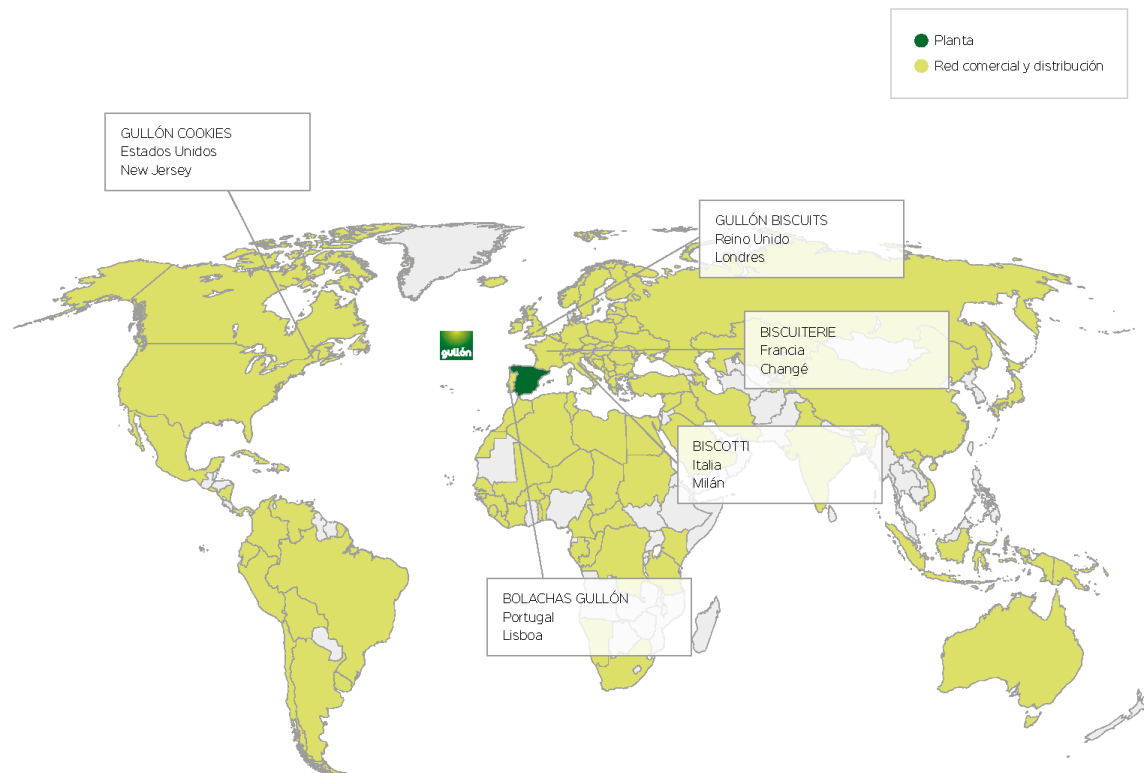 Planta
Red comercial y distribución
GULLÓN COOKIES
Estados Unidos
New Jersey
GULLÓN BISCUITS
Reino Unido
Londres
gullón
BISCUITERIE
Francia
Changé
BISCOTTI
Italia
Milán
BOLACHAS GULLÓN
Portugal
Lisboa